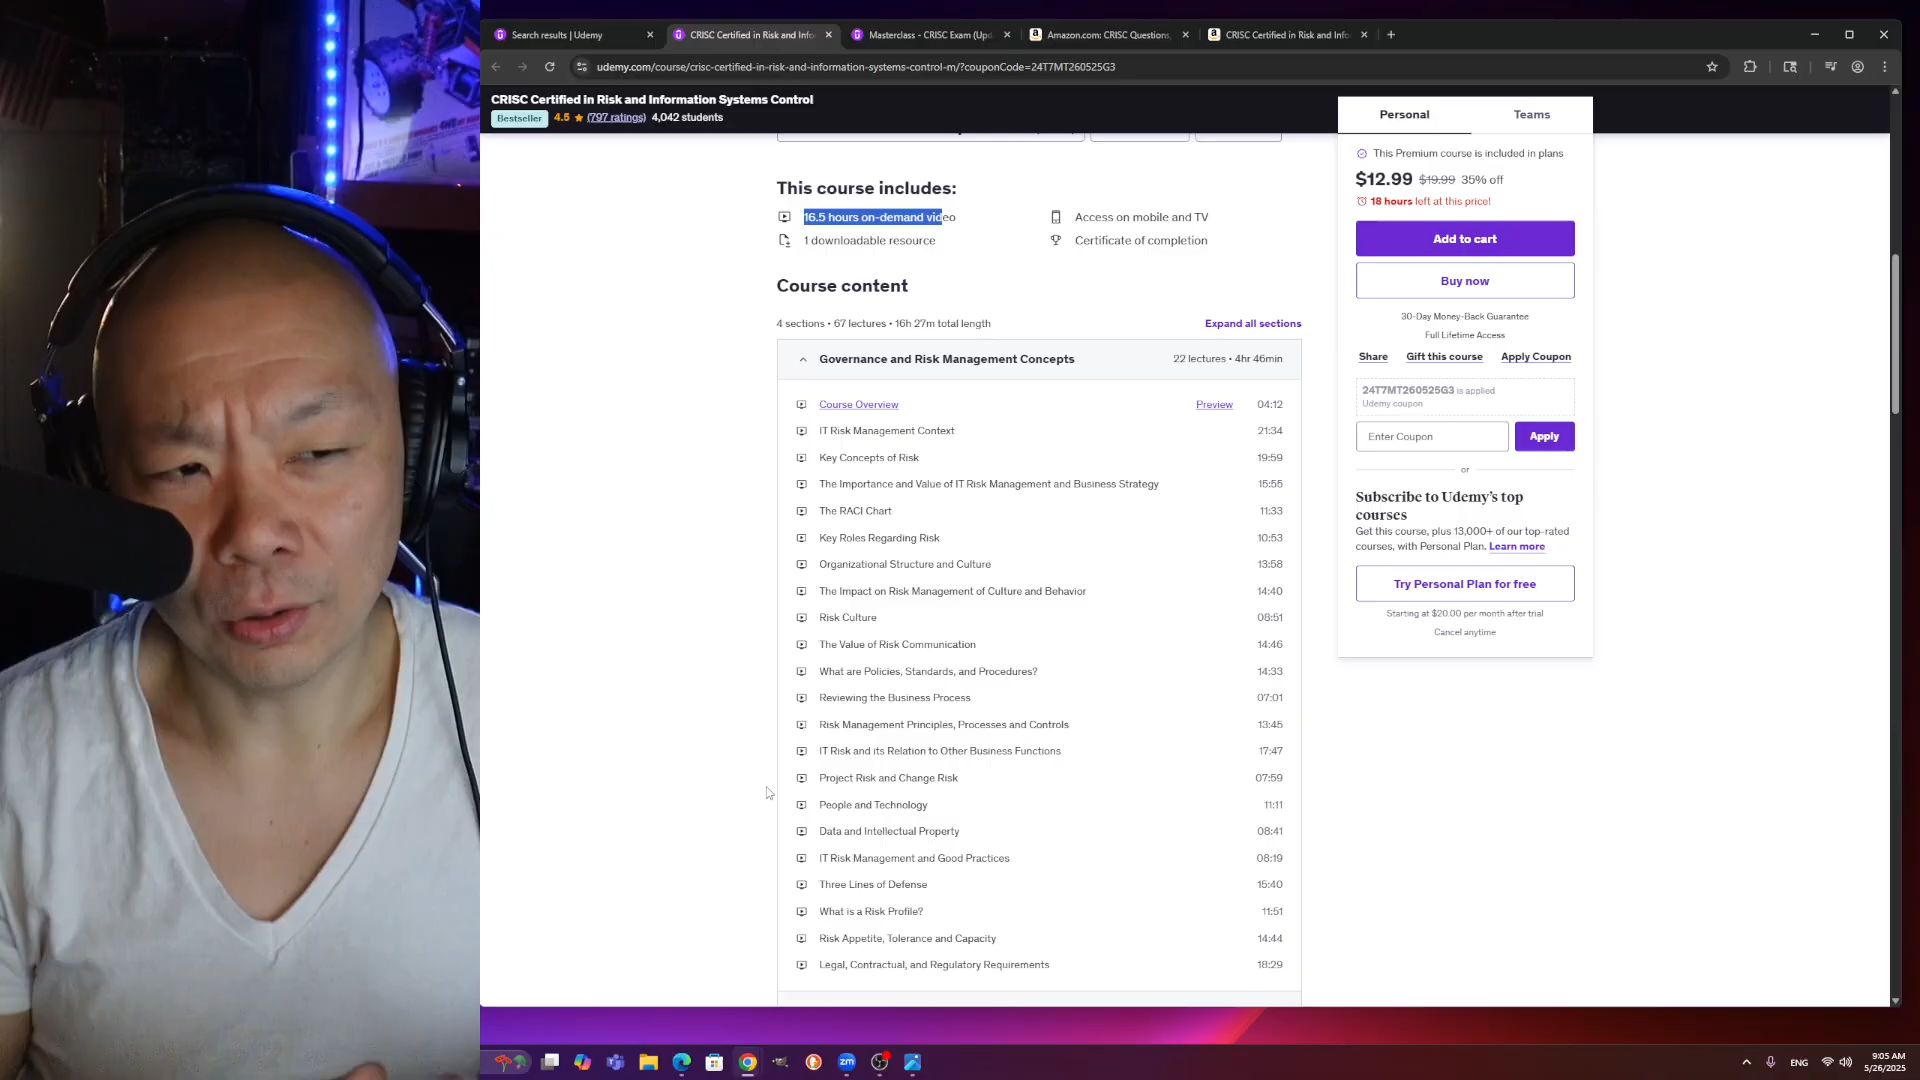 Search results | Udemy
CRISC Certified in Risk and Info
Masterclass - CRISC Exam (Upd
Amazon.com: CRISC Questions,
CRISC Certified in Risk and Info
udemy.com/course/crisc-certified-in-risk-and-information-systems-control-m/?couponCode=24T7MT260525G3
CRISC Certified in Risk and Information Systems Control
Bestseller 4.5 (797 ratings) 4,042 students
This course includes:
16.5 hours on-demand video
Access on mobile and TV
1 downloadable resource
Certificate of completion
Course content
4 sections • 67 lectures • 16h 27m total length
Expand all sections
Governance and Risk Management Concepts 22 lectures • 4hr 46min
Course Overview Preview 04:12
IT Risk Management Context 21:34
Key Concepts of Risk 19:59
The Importance and Value of IT Risk Management and Business Strategy 15:55
The RACI Chart 11:33
Key Roles Regarding Risk 10:53
Organizational Structure and Culture 13:58
The Impact on Risk Management of Culture and Behavior 14:40
Risk Culture 08:51
The Value of Risk Communication 14:46
What are Policies, Standards, and Procedures? 14:33
Reviewing the Business Process 07:01
Risk Management Principles, Processes and Controls 13:45
IT Risk and its Relation to Other Business Functions 17:47
Project Risk and Change Risk 07:59
People and Technology 11:11
Data and Intellectual Property 08:41
IT Risk Management and Good Practices 08:19
Three Lines of Defense 15:40
What is a Risk Profile? 11:51
Risk Appetite, Tolerance and Capacity 14:44
Legal, Contractual, and Regulatory Requirements 18:29
Personal Teams
This Premium course is included in plans
$12.99 $19.99 35% off
18 hours left at this price!
Add to cart
Buy now
30-Day Money-Back Guarantee
Full Lifetime Access
Share Gift this course Apply Coupon
24T7MT260525G3 is applied
Udemy coupon
Enter Coupon Apply
or
Subscribe to Udemy's top
courses
Get this course, plus 13,000+ of our top-rated
courses, with Personal Plan. Learn more
Try Personal Plan for free
Starting at $20.00 per month after trial
Cancel anytime
zm
ENG
9:05 AM
5/26/2025